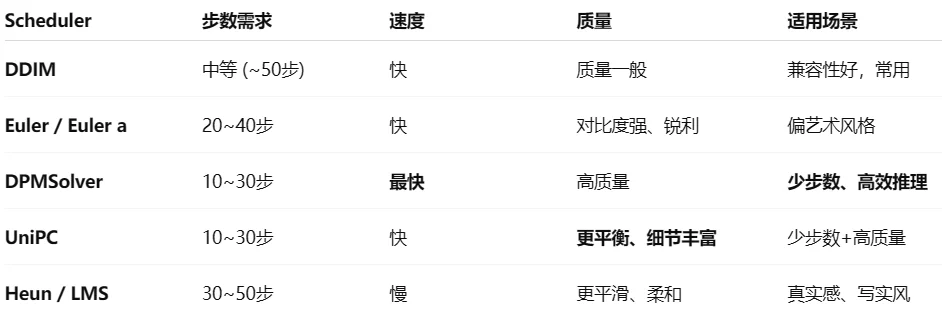 Scheduler 步数需求 速度 质量 适用场景
DDIM 中等 (~50步) 快 质量一般 兼容性好，常用
Euler / Euler a 20~40步 快 对比度强、锐利 偏艺术风格
DPMSolver 10~30步 最快 高质量 少步数、高效推理
UniPC 10~30步 快 更平衡、细节丰富 少步数+高质量
Heun / LMS 30~50步 慢 更平滑、柔和 真实感、写实风